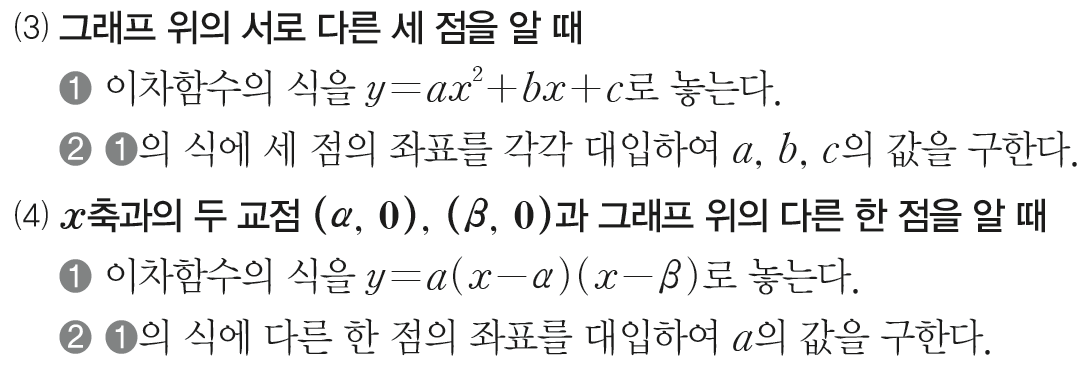 (3) 그래프 위의 서로 다른 세 점을 알 때
❶ 이차함수의 식을 y=ax²+bx+c로 놓는다.
❷ ❶의 식에 세 점의 좌표를 각각 대입하여 a, b, c의 값을 구한다.
(4) x축과의 두 교점 (α, 0), (β, 0)과 그래프 위의 다른 한 점을 알 때
❶ 이차함수의 식을 y=a(x-α)(x-β)로 놓는다.
❷ ❶의 식에 다른 한 점의 좌표를 대입하여 a의 값을 구한다.